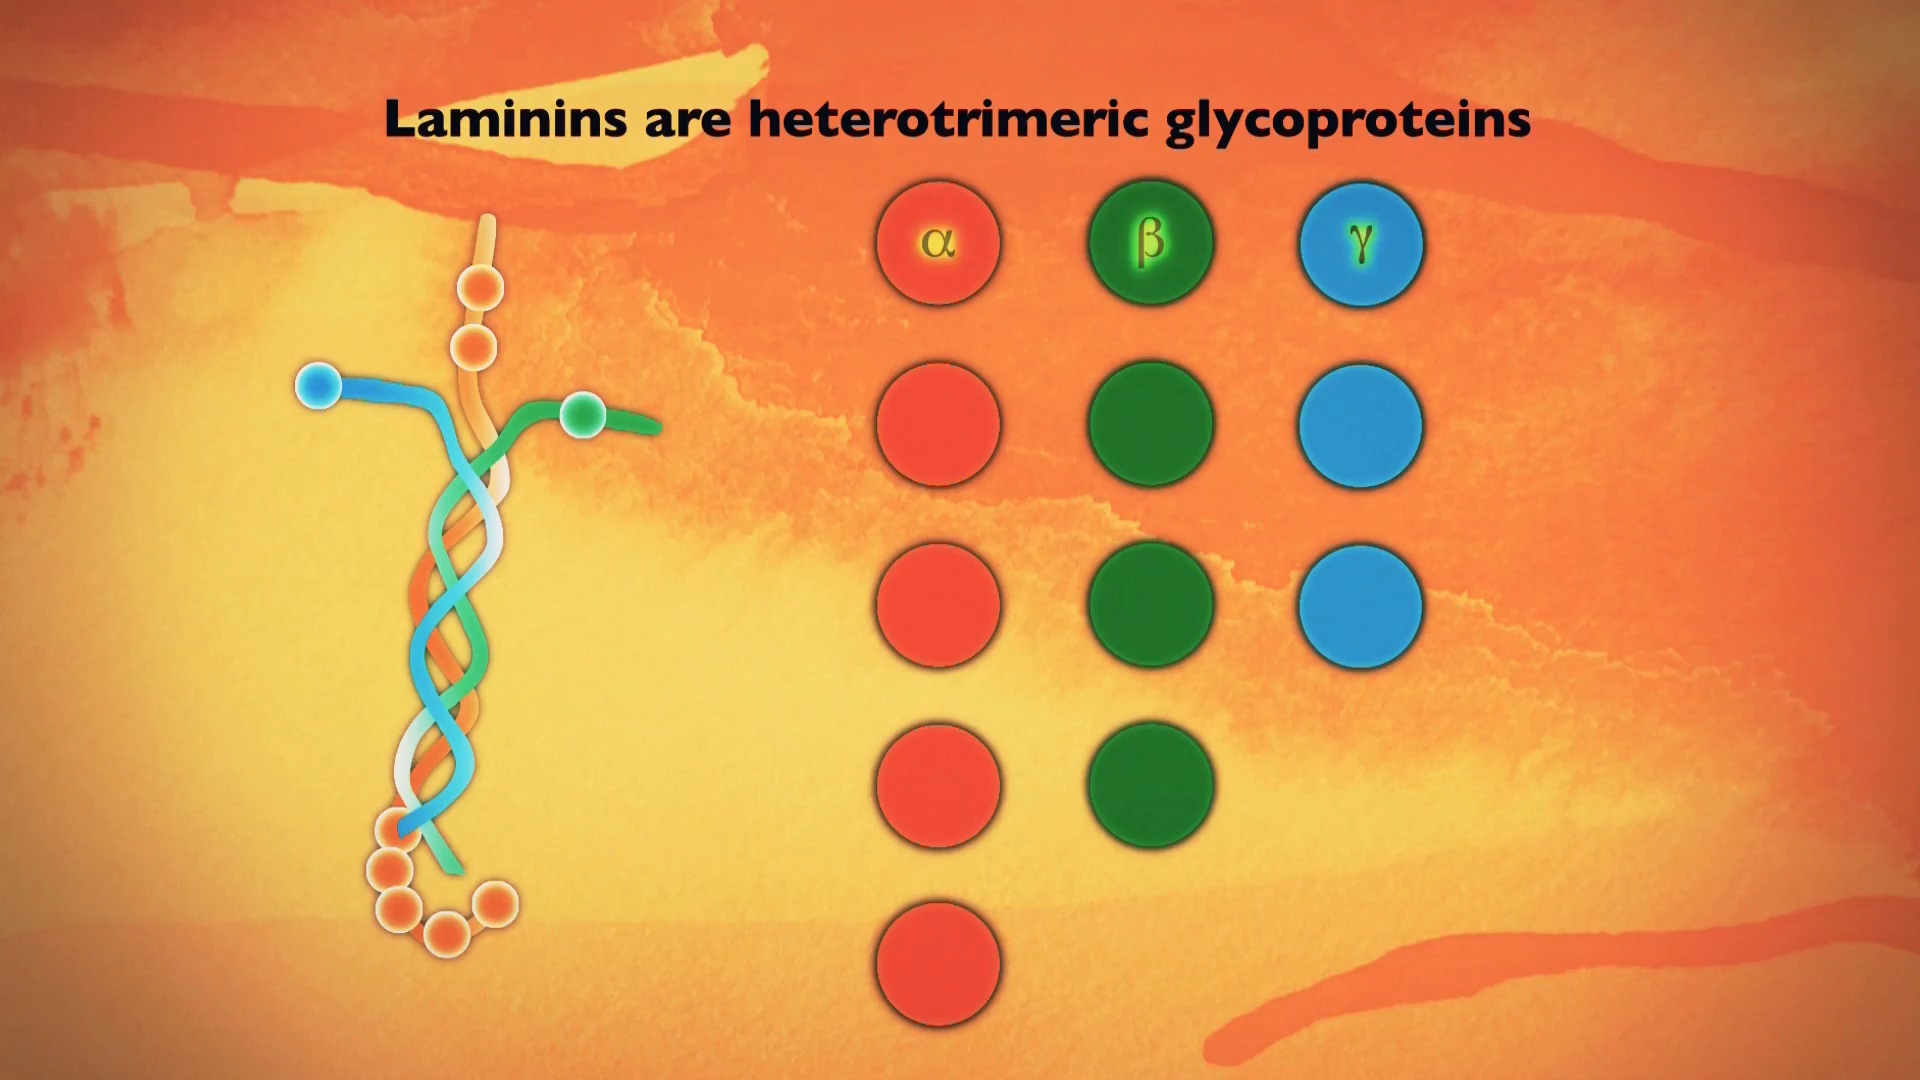 Laminins are heterotrimeric glycoproteins
α β γ